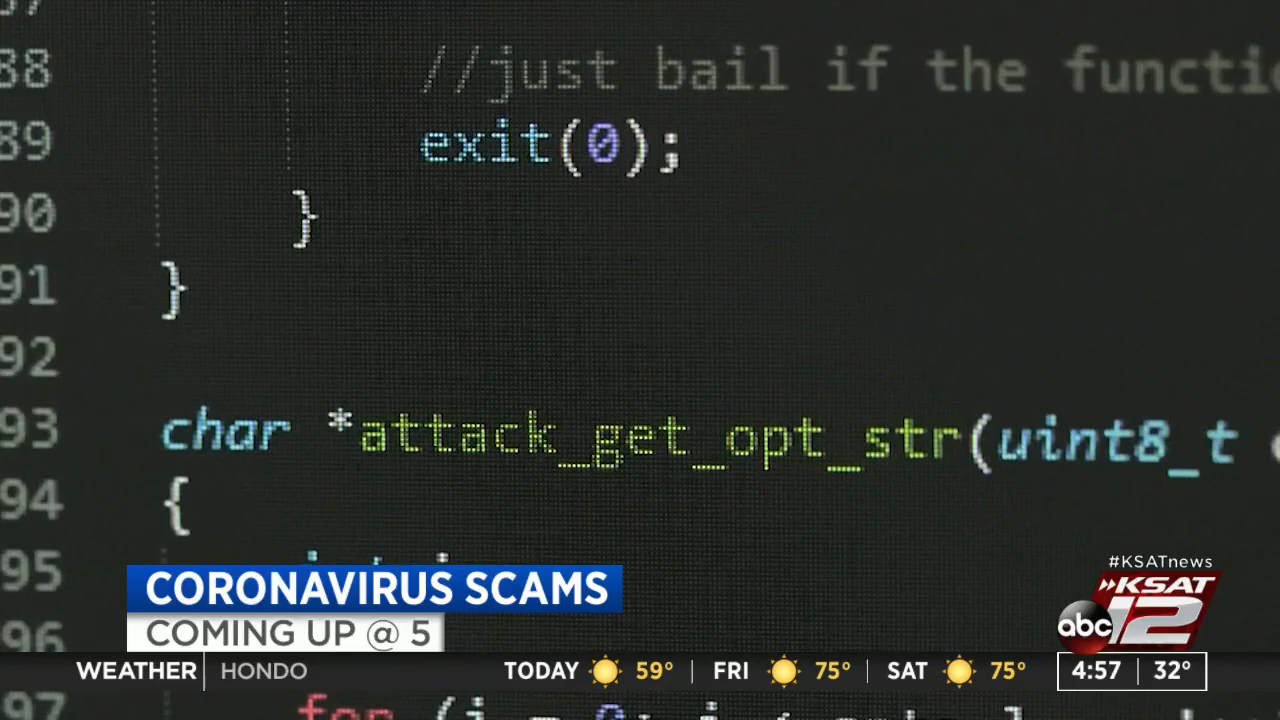 88 //just bail if the
89 exit(0);
90 }
91 }
92
93 char *attack_get_opt_str(uint8_t
94 {
95
96
97 for (i = 0; i
#KSATnews
KSAT
abc 12
CORONAVIRUS SCAMS
COMING UP @ 5
WEATHER HONDO TODAY 59° FRI 75° SAT 75° 4:57 32°